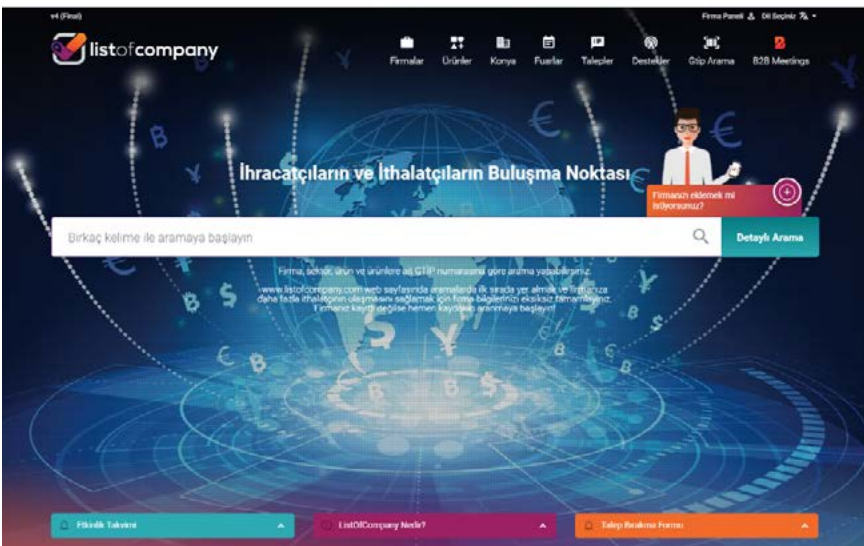 v4 (Final)
Firma Paneli Dil Seçiniz
listofcompany
Firmalar Ürünler Konya Fuarlar Talepler Destekler Gtip Arama B2B Meetings
İhracatçıların ve İthalatçıların Buluşma Noktası
Firmanızı eklemek mi
istiyorsunuz?
Birkaç kelime ile aramaya başlayın
Detaylı Arama
Firma, sektör, ürün ve ürünlere ait GTİP numarasına göre arama yapabilirsiniz.
www.listofcompany.com web sayfasında aramalarda ilk sırada yer almak ve firmanıza
daha fazla ithalatçının ulaşmasını sağlamak için firma bilgilerinizi eksiksiz tamamlayınız.
Firmanız kayıtlı değilse hemen kaydolun aranmaya başlayın!
Etkinlik Takvimi
ListOfCompany Nedir?
Talep Bırakma Formu